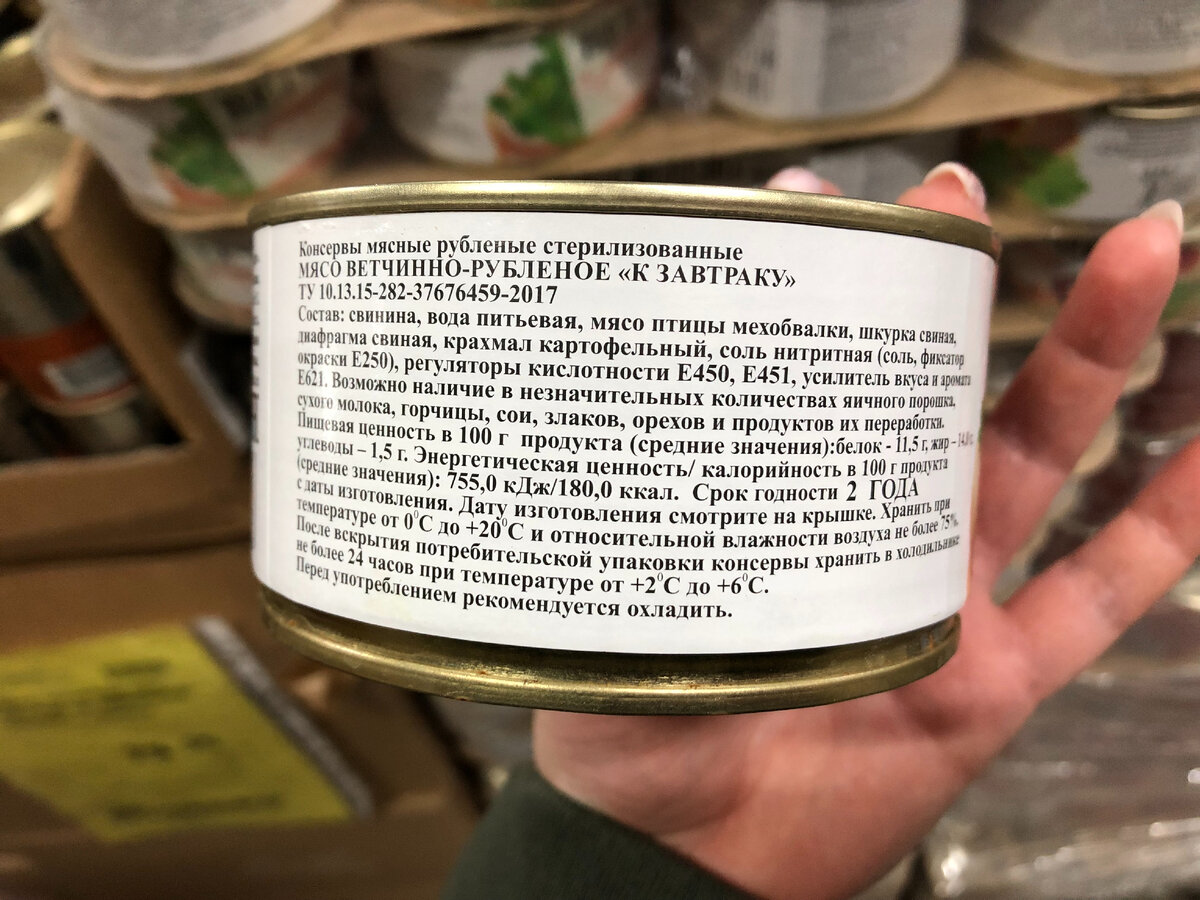 Консервы мясные рубленые стерилизованные
МЯСО ВЕТЧИННО-РУБЛЕНОЕ «К ЗАВТРАКУ»
ТУ 10.13.15-282-37676459-2017
Состав: свинина, вода питьевая, мясо птицы мехобвалки, шкурка свиная,
диафрагма свиная, крахмал картофельный, соль нитритная (соль, фиксатор
окраски Е250), регуляторы кислотности Е450, Е451, усилитель вкуса и аромата
Е621. Возможно наличие в незначительных количествах яичного порошка,
сухого молока, горчицы, сои, злаков, орехов и продуктов их переработки.
Пищевая ценность в 100 г продукта (средние значения):белок - 11,5 г, жир –
углеводы – 1,5 г. Энергетическая ценность/ калорийность в 100 г продукта
(средние значения): 755,0 кДж/180,0 ккал. Срок годности 2 ГОДА
с даты изготовления. Дату изготовления смотрите на крышке. Хранить при
температуре от 0°С до +20°С и относительной влажности воздуха не более 75%.
После вскрытия потребительской упаковки консервы хранить в холодильнике
не более 24 часов при температуре от +2°С до +6°С.
Перед употреблением рекомендуется охладить.